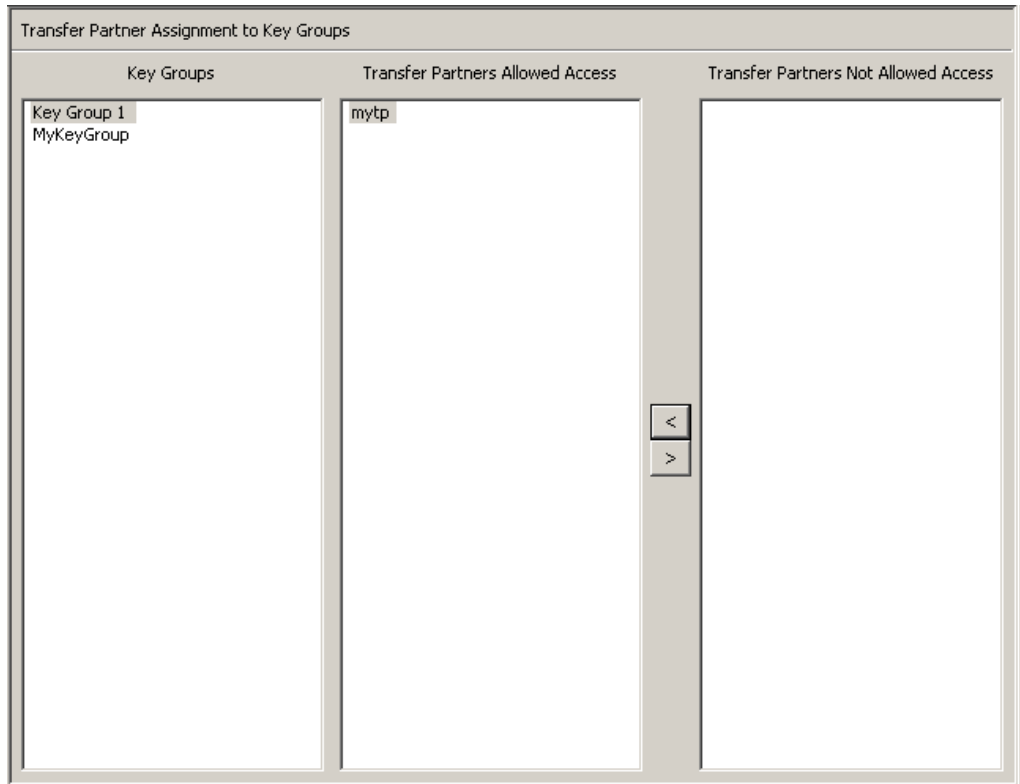 Transfer Partner Assignment to Key Groups
Key Groups Transfer Partners Allowed Access Transfer Partners Not Allowed Access
Key Group 1 mytp
MyKeyGroup
<
>